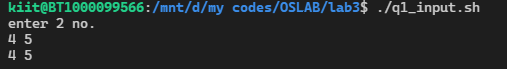 kiit@BT1000099566:/mnt/d/my codes/OSLAB/lab3$ ./q1_input.sh
enter 2 no.
4 5
4 5